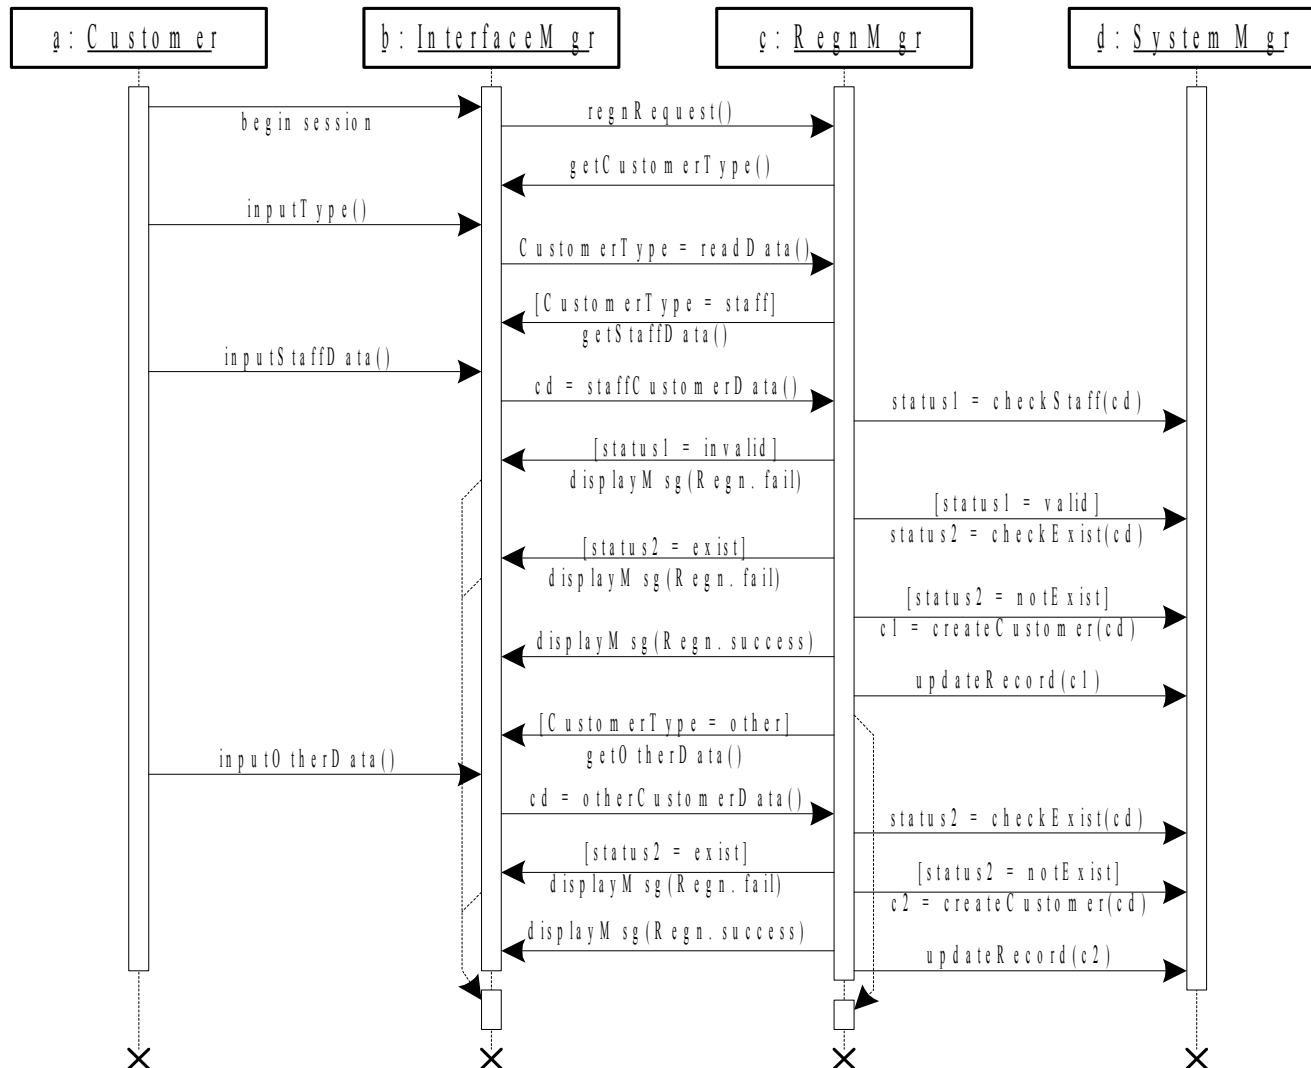 a: Customer
b: InterfaceMgr
c: RegnMgr
d: SystemMgr
begin session
regnRequest()
getCustomerType()
inputType()
CustomerType = readData()
[CustomerType = staff]
getStaffData()
inputStaffData()
cd = staffCustomerData()
status1 = checkStaff(cd)
[status1 = invalid]
displayMsg(Regn.fail)
[status1 = valid]
status2 = checkExist(cd)
[status2 = exist]
displayMsg(Regn.fail)
[status2 = notExist]
c1 = createCustomer(cd)
displayMsg(Regn.success)
updateRecord(c1)
[CustomerType = other]
getOtherData()
inputOtherData()
cd = otherCustomerData()
status2 = checkExist(cd)
[status2 = exist]
displayMsg(Regn.fail)
[status2 = notExist]
c2 = createCustomer(cd)
displayMsg(Regn.success)
updateRecord(c2)